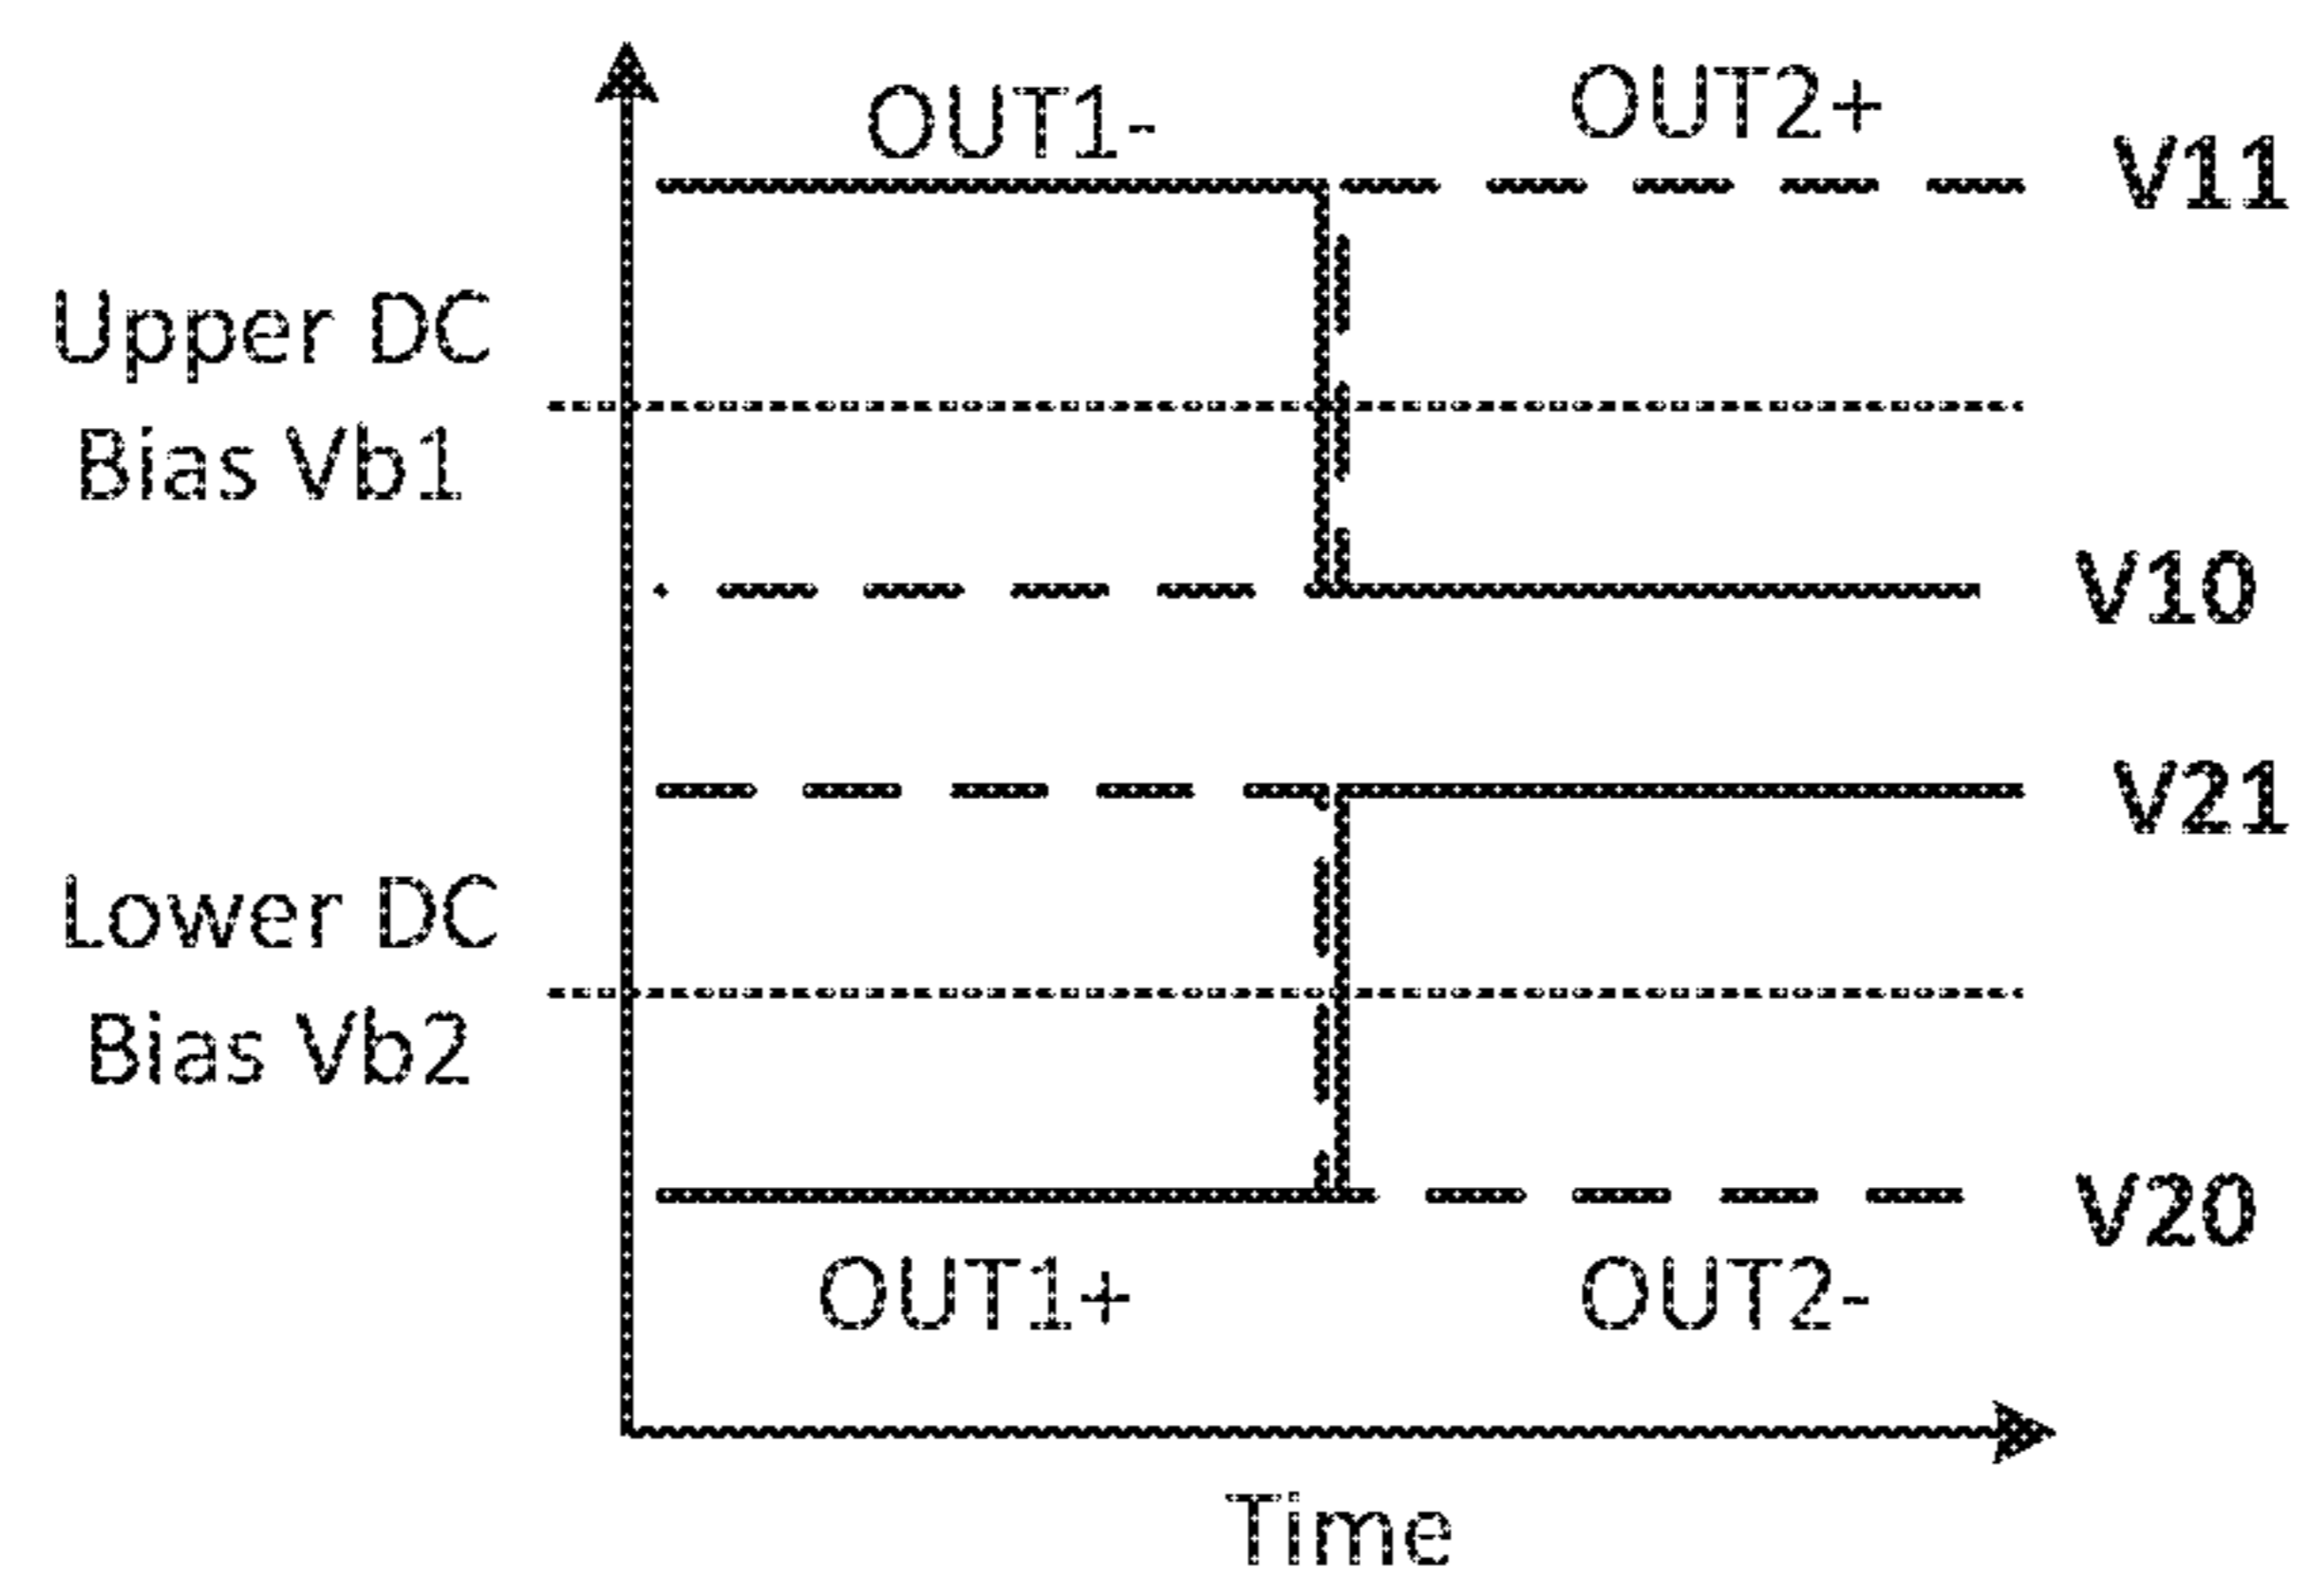 OUT1-
OUT2+
V11
Upper DC
Bias Vb1
V10
V21
Lower DC
Bias Vb2
V20
OUT1+
OUT2-
Time